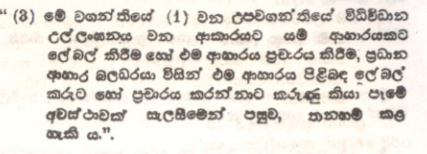 “ (3) මේ වගන්තියේ (1) වන උපවගන්තියේ විධිවිධාන
උල්ලංඝනය වන ආකාරයට යම් ආහාරයකට
ලේබල් කිරීම හෝ එම ආහාරය ප්‍රචාරය කිරීම, ප්‍රධාන
ආහාර බලධරයා විසින් එම ආහාරය පිළිබඳ ලේබල්
කරුට හෝ ප්‍රචාරය කරන්නාට කරුණු කියා පෑමේ
අවස්ථාවක් සැලසීමෙන් පසුව, තහනම් කළ
හැකි ය.”.